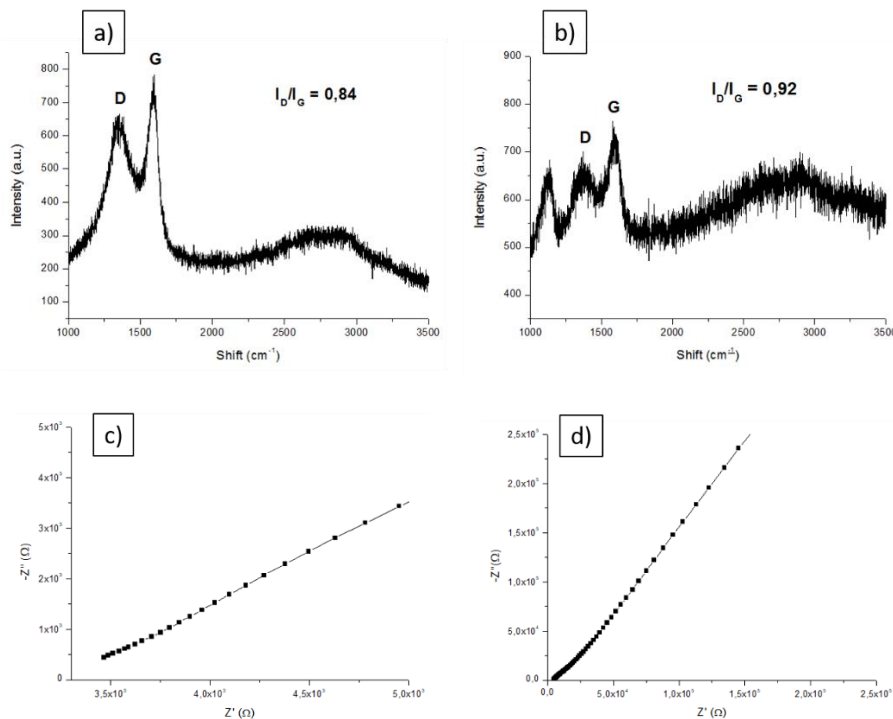 a)
I_D/I_G = 0,84
D
G
Intensity (a.u.)
800
700
600
500
400
300
200
100
1000
1500
2000
2500
3000
3500
Shift (cm⁻¹)
b)
I_D/I_G = 0,92
D
G
Intensity (a.u.)
900
800
700
600
500
400
1000
1500
2000
2500
3000
3500
Shift (cm⁻¹)
c)
-Z'' (Ω)
5x10³
4x10³
3x10³
2x10³
1x10³
0
3,5x10³
4,0x10³
4,5x10³
5,0x10³
Z' (Ω)
d)
-Z'' (Ω)
2,5x10⁵
2,0x10⁵
1,5x10⁵
1,0x10⁵
5,0x10⁴
0
0,0
5,0x10⁴
1,0x10⁵
1,5x10⁵
2,0x10⁵
2,5x10⁵
Z' (Ω)